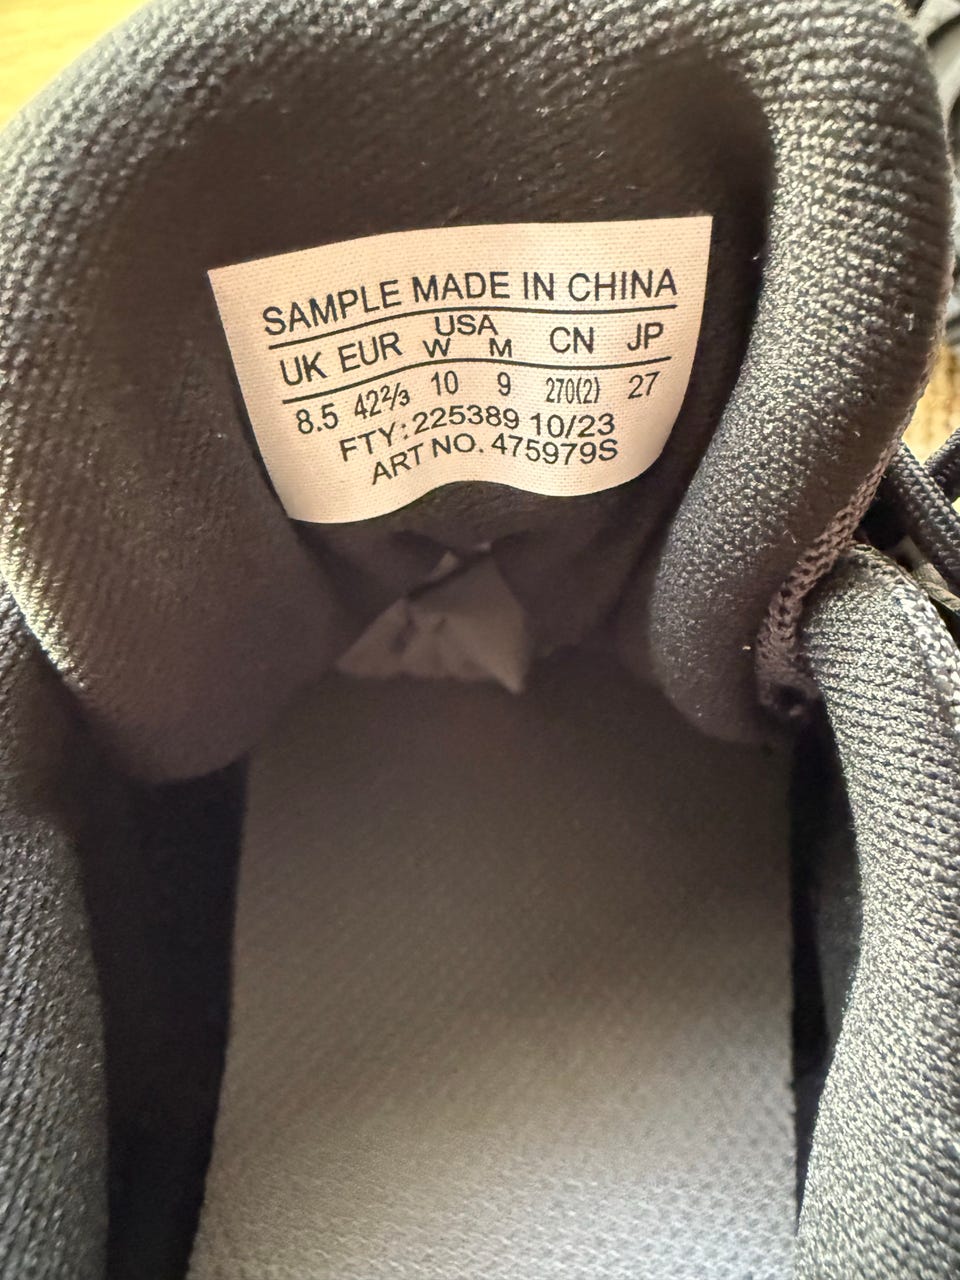 SAMPLE MADE IN CHINA
USA
UK EUR W M CN JP
8.5 42⅔ 10 9 270(2) 27
FTY: 225389 10/23
ART NO. 475979S